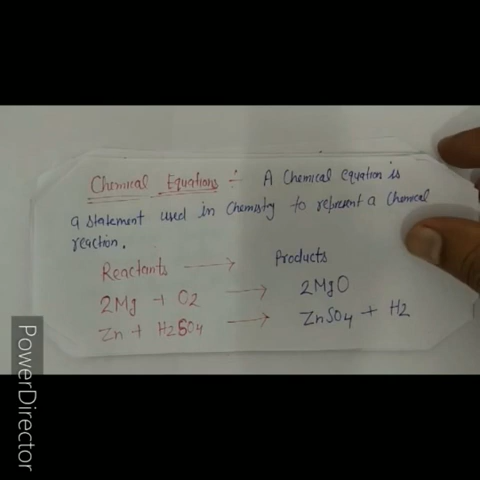 Chemical Equations :- A Chemical equation is
a statement used in Chemistry to represent a Chemical
reaction.
Reactants → Products
2Mg + O2 → 2MgO
Zn + H2SO4 → ZnSO4 + H2
PowerDirector